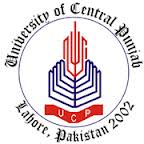 University of Central Punjab
UCP
Lahore, Pakistan 2002